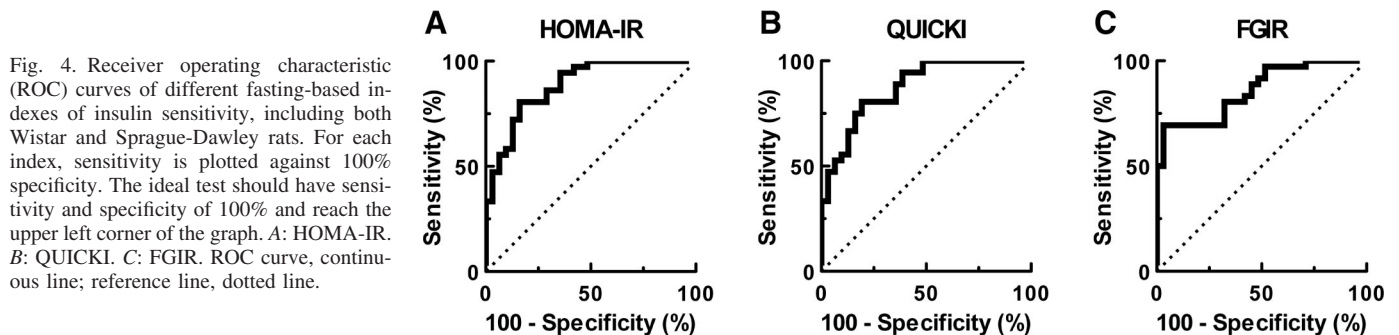 Fig. 4. Receiver operating characteristic
(ROC) curves of different fasting-based in-
dexes of insulin sensitivity, including both
Wistar and Sprague-Dawley rats. For each
index, sensitivity is plotted against 100%
specificity. The ideal test should have sensi-
tivity and specificity of 100% and reach the
upper left corner of the graph. A: HOMA-IR.
B: QUICKI. C: FGIR. ROC curve, continu-
ous line; reference line, dotted line.
A
HOMA-IR
Sensitivity (%)
100
50
0
0 50 100
100 - Specificity (%)
B
QUICKI
Sensitivity (%)
100
50
0
0 50 100
100 - Specificity (%)
C
FGIR
Sensitivity (%)
100
50
0
0 50 100
100 - Specificity (%)